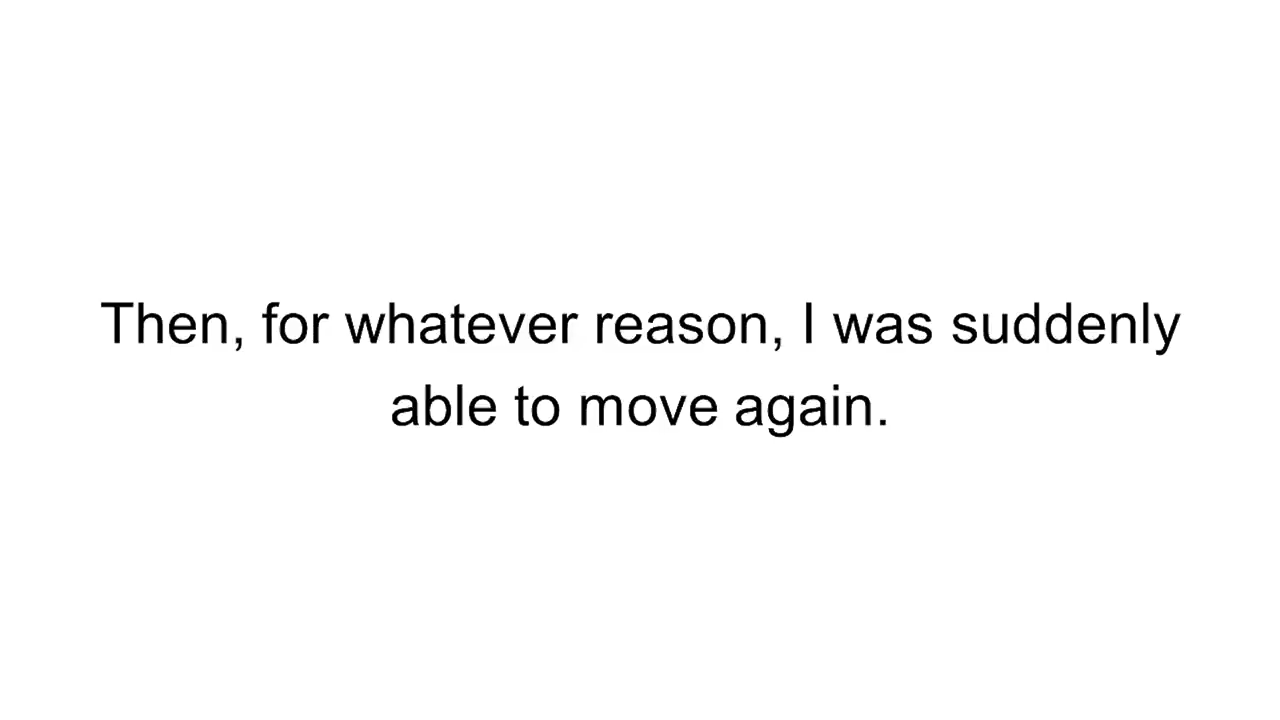 Then, for whatever reason, I was suddenly
able to move again.